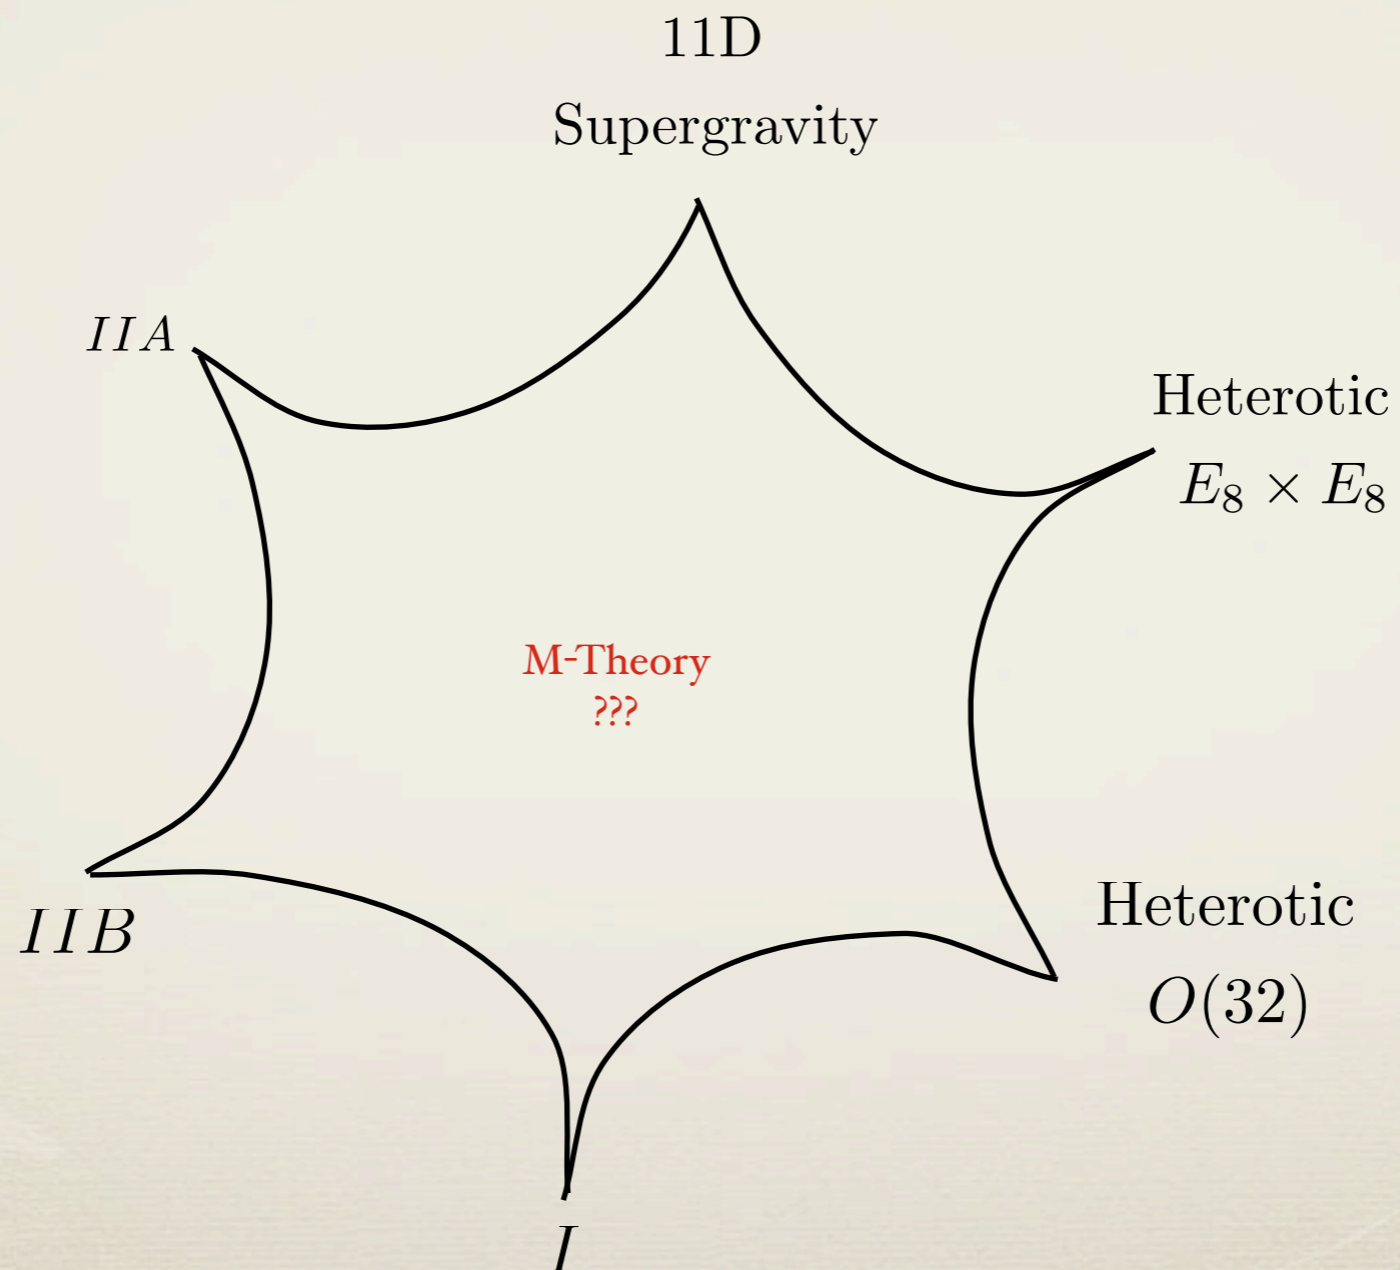 11D
Supergravity
IIA
Heterotic
E₈ × E₈
M-Theory
???
Heterotic
O(32)
IIB
I